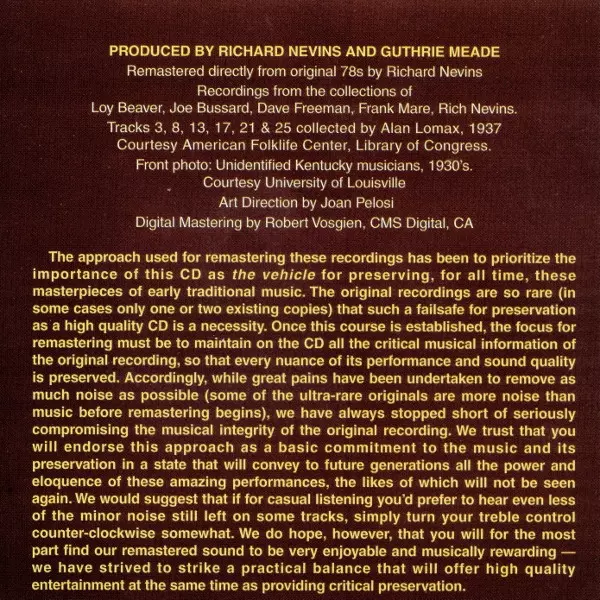 PRODUCED BY RICHARD NEVINS AND GUTHRIE MEADE
Remastered directly from original 78s by Richard Nevins
Recordings from the collections of
Loy Beaver, Joe Bussard, Dave Freeman, Frank Mare, Rich Nevins.
Tracks 3, 8, 13, 17, 21 & 25 collected by Alan Lomax, 1937
Courtesy American Folklife Center, Library of Congress.
Front photo: Unidentified Kentucky musicians, 1930's.
Courtesy University of Louisville
Art Direction by Joan Pelosi
Digital Mastering by Robert Vosgien, CMS Digital, CA
The approach used for remastering these recordings has been to prioritize the
importance of this CD as the vehicle for preserving, for all time, these
masterpieces of early traditional music. The original recordings are so rare (in
some cases only one or two existing copies) that such a failsafe for preservation
as a high quality CD is a necessity. Once this course is established, the focus for
remastering must be to maintain on the CD all the critical musical information of
the original recording, so that every nuance of its performance and sound quality
is preserved. Accordingly, while great pains have been undertaken to remove as
much noise as possible (some of the ultra-rare originals are more noise than
music before remastering begins), we have always stopped short of seriously
compromising the musical integrity of the original recording. We trust that you
will endorse this approach as a basic commitment to the music and its
preservation in a state that will convey to future generations all the power and
eloquence of these amazing performances, the likes of which will not be seen
again. We would suggest that if for casual listening you'd prefer to hear even less
of the minor noise still left on some tracks, simply turn your treble control
counter-clockwise somewhat. We do hope, however, that you will for the most
part find our remastered sound to be very enjoyable and musically rewarding —
we have strived to strike a practical balance that will offer high quality
entertainment at the same time as providing critical preservation.